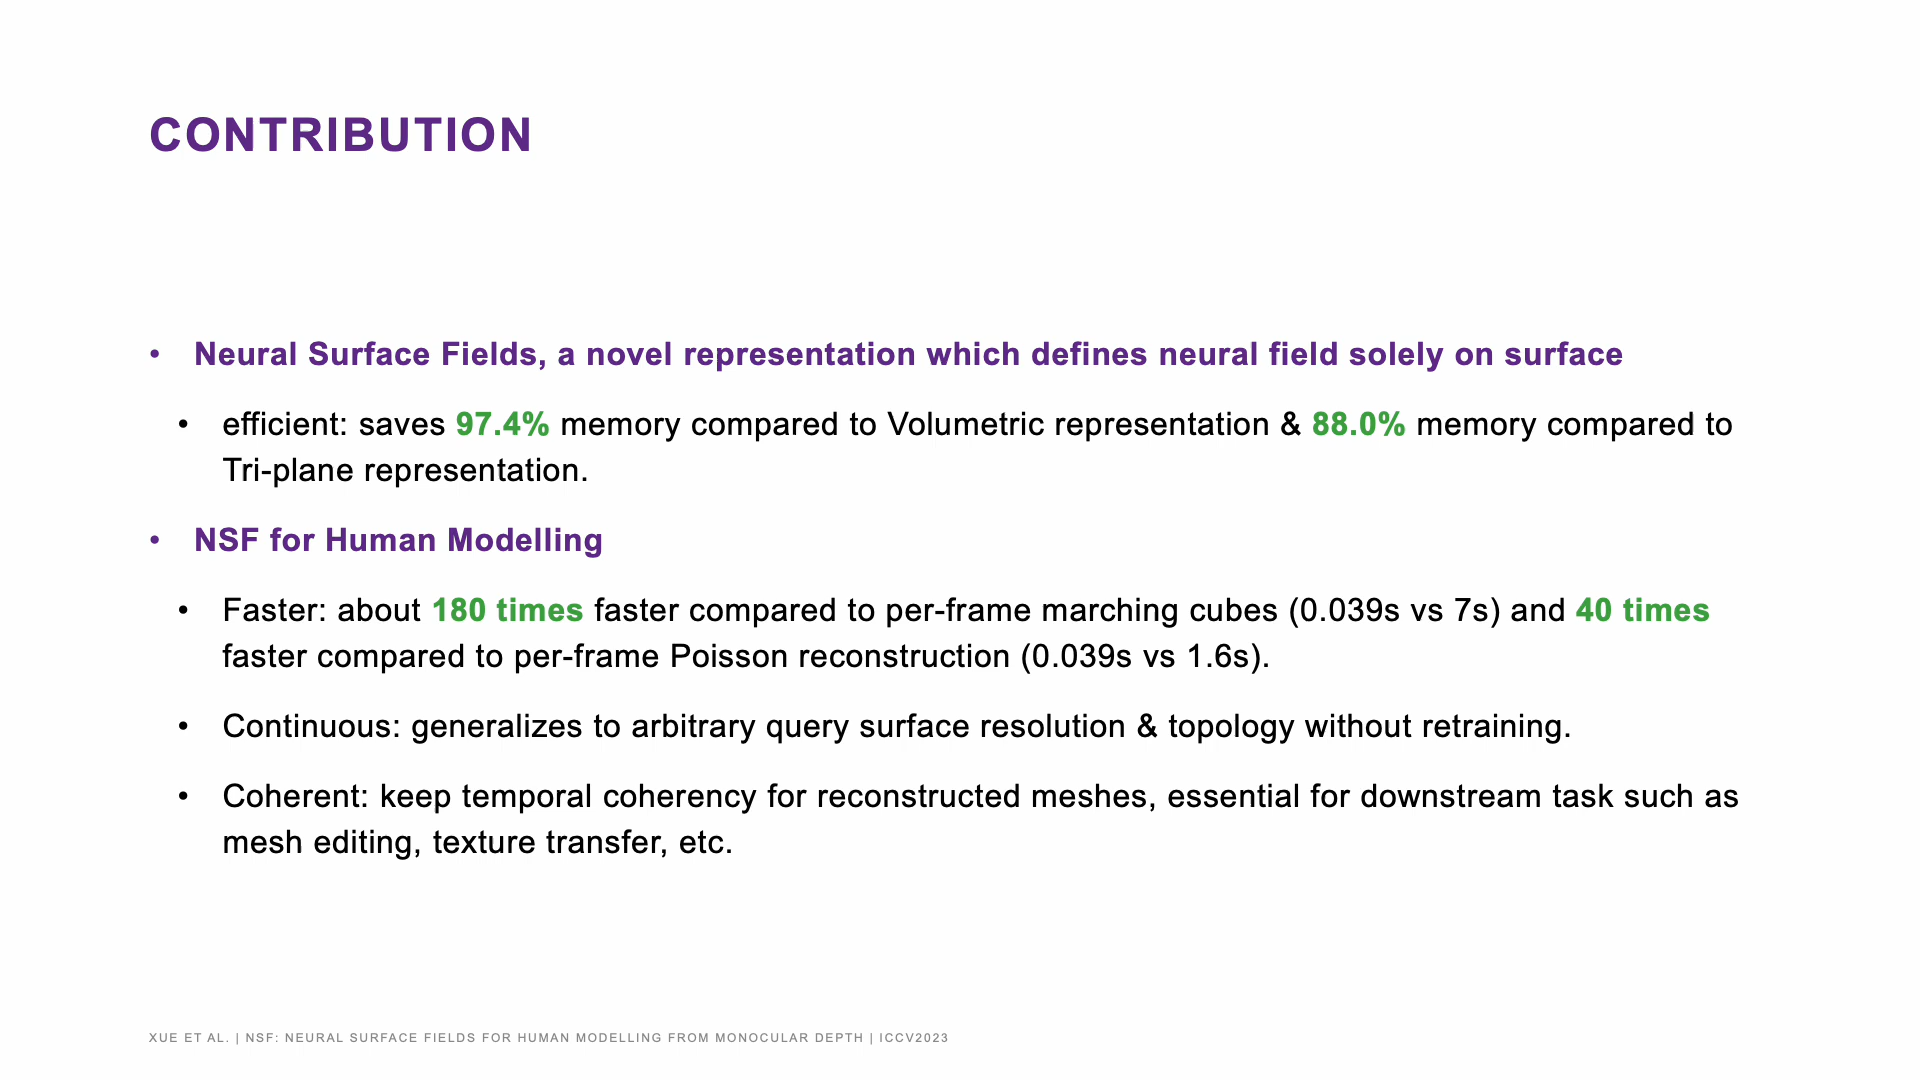 CONTRIBUTION
• Neural Surface Fields, a novel representation which defines neural field solely on surface
• efficient: saves 97.4% memory compared to Volumetric representation & 88.0% memory compared to
Tri-plane representation.
• NSF for Human Modelling
• Faster: about 180 times faster compared to per-frame marching cubes (0.039s vs 7s) and 40 times
faster compared to per-frame Poisson reconstruction (0.039s vs 1.6s).
• Continuous: generalizes to arbitrary query surface resolution & topology without retraining.
• Coherent: keep temporal coherency for reconstructed meshes, essential for downstream task such as
mesh editing, texture transfer, etc.
XUE ET AL. | NSF: NEURAL SURFACE FIELDS FOR HUMAN MODELLING FROM MONOCULAR DEPTH | ICCV2023